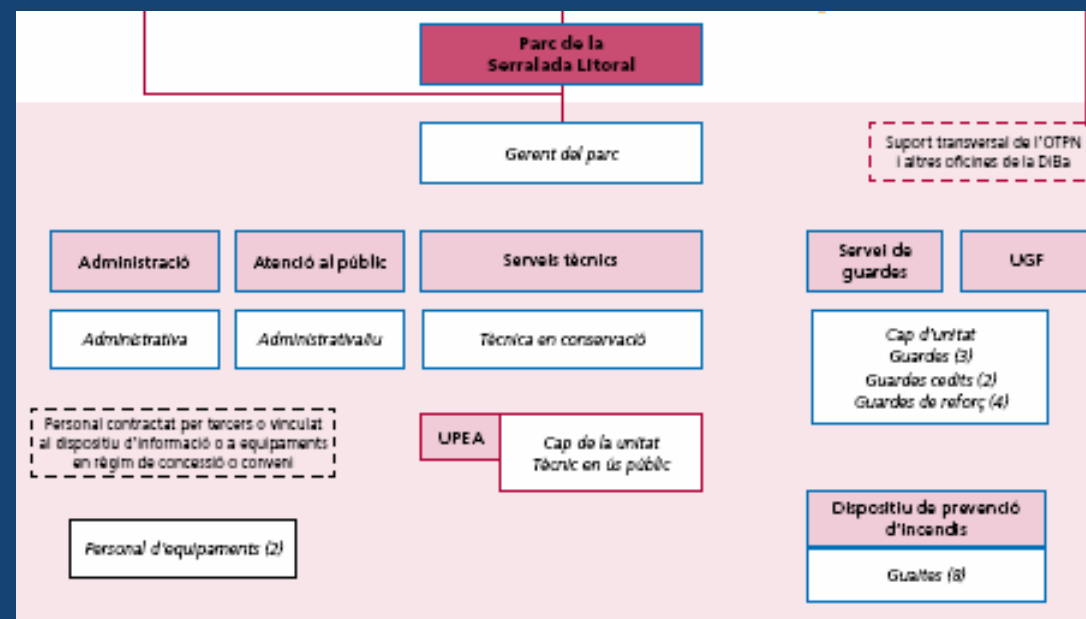 Parc de la
Serralada Litoral
Gerent del parc
Suport transversal de l'OTPN
i altres oficines de la DiBa
Administració
Atenció al públic
Serveis tècnics
Servei de
guardes
UGF
Administrativa
Administrativa/iu
Tècnica en conservació
Cap d'unitat
Guardes (3)
Guardes cedits (2)
Guardes de reforç (4)
Personal contractat per tercers o vinculat
al dispositiu d'informació o a equipaments
en règim de concessió o conveni
UPEA
Cap de la unitat
Tècnic en ús públic
Personal d'equipaments (2)
Dispositiu de prevenció
d'incendis
Guaites (8)